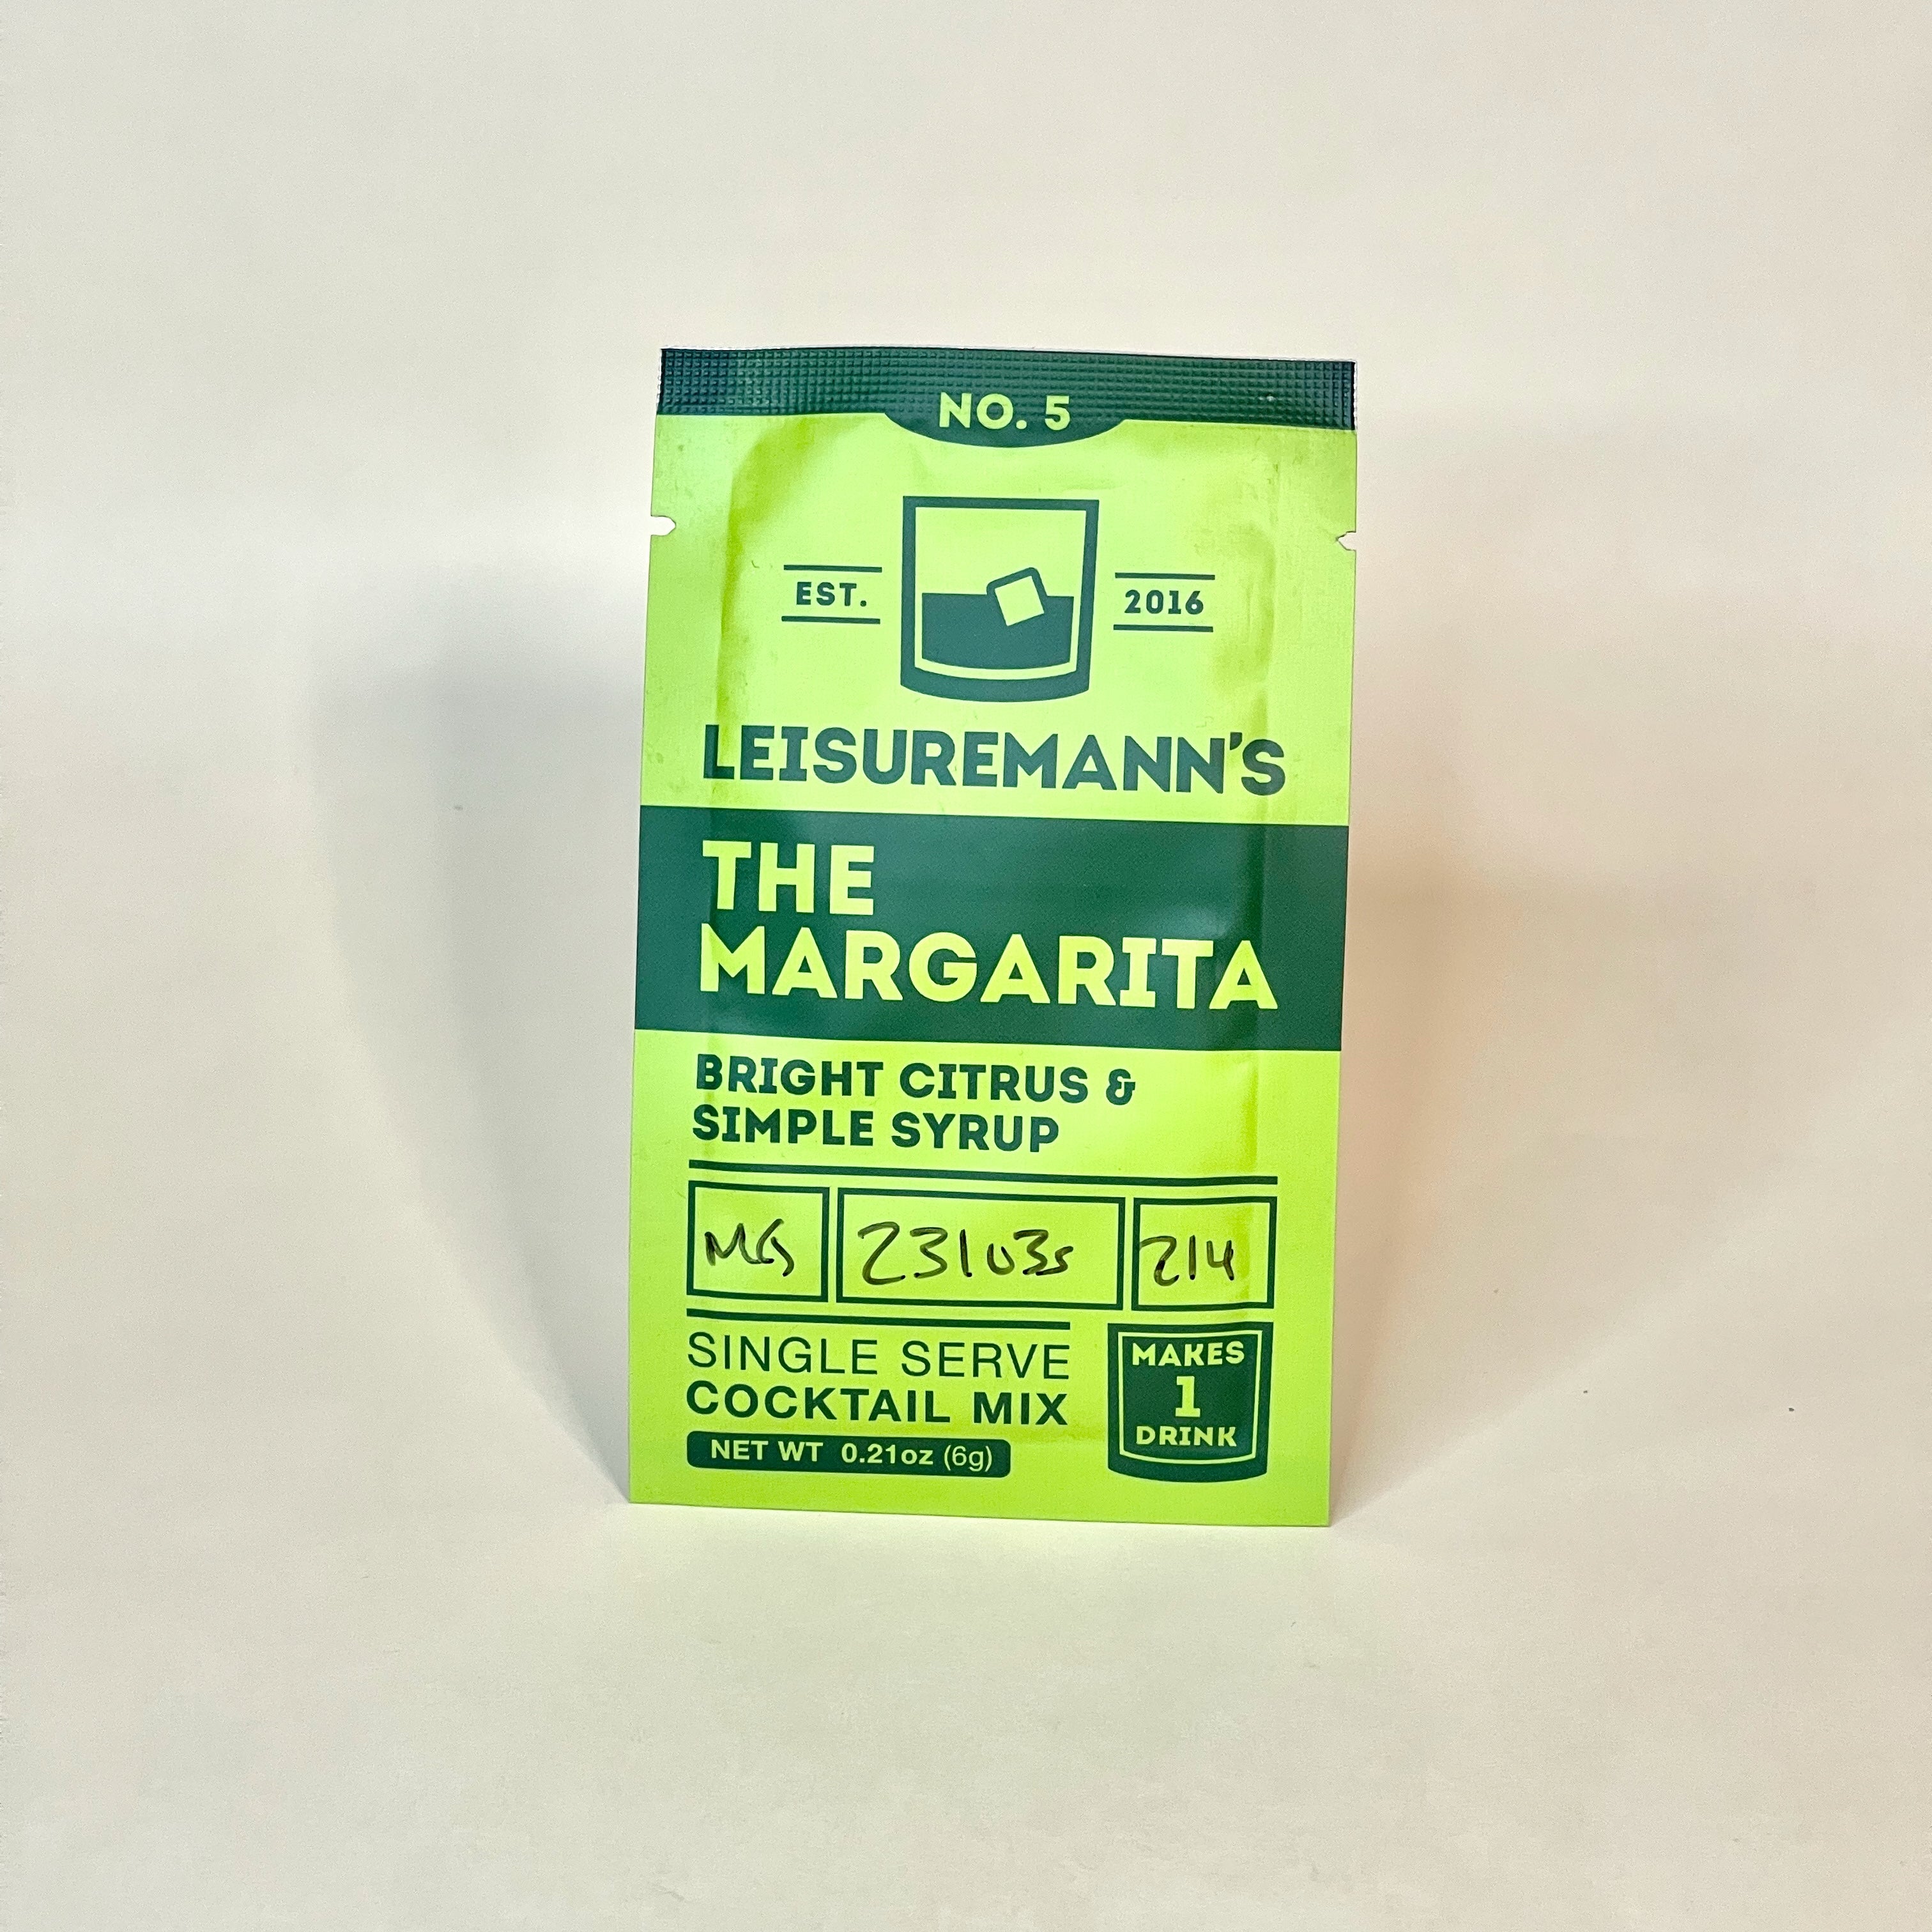 NO. 5
EST. 2016
LEISUREMANN'S
THE
MARGARITA
BRIGHT CITRUS &
SIMPLE SYRUP
MG 23103s 214
SINGLE SERVE
COCKTAIL MIX
NET WT 0.21oz (6g)
MAKES
1
DRINK